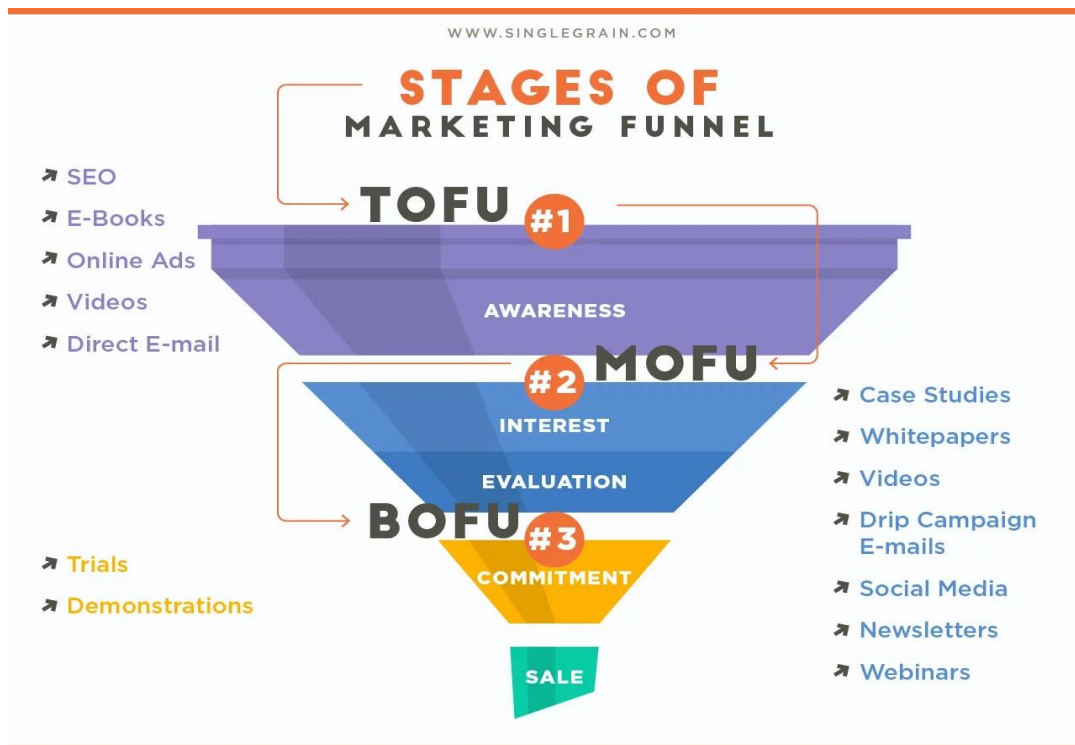 WWW.SINGLEGRAIN.COM
STAGES OF
MARKETING FUNNEL
TOFU
#1
SEO
E-Books
Online Ads
Videos
Direct E-mail
AWARENESS
MOFU
#2
INTEREST
EVALUATION
Case Studies
Whitepapers
Videos
Drip Campaign
E-mails
Social Media
Newsletters
Webinars
BOFU
#3
COMMITMENT
Trials
Demonstrations
SALE